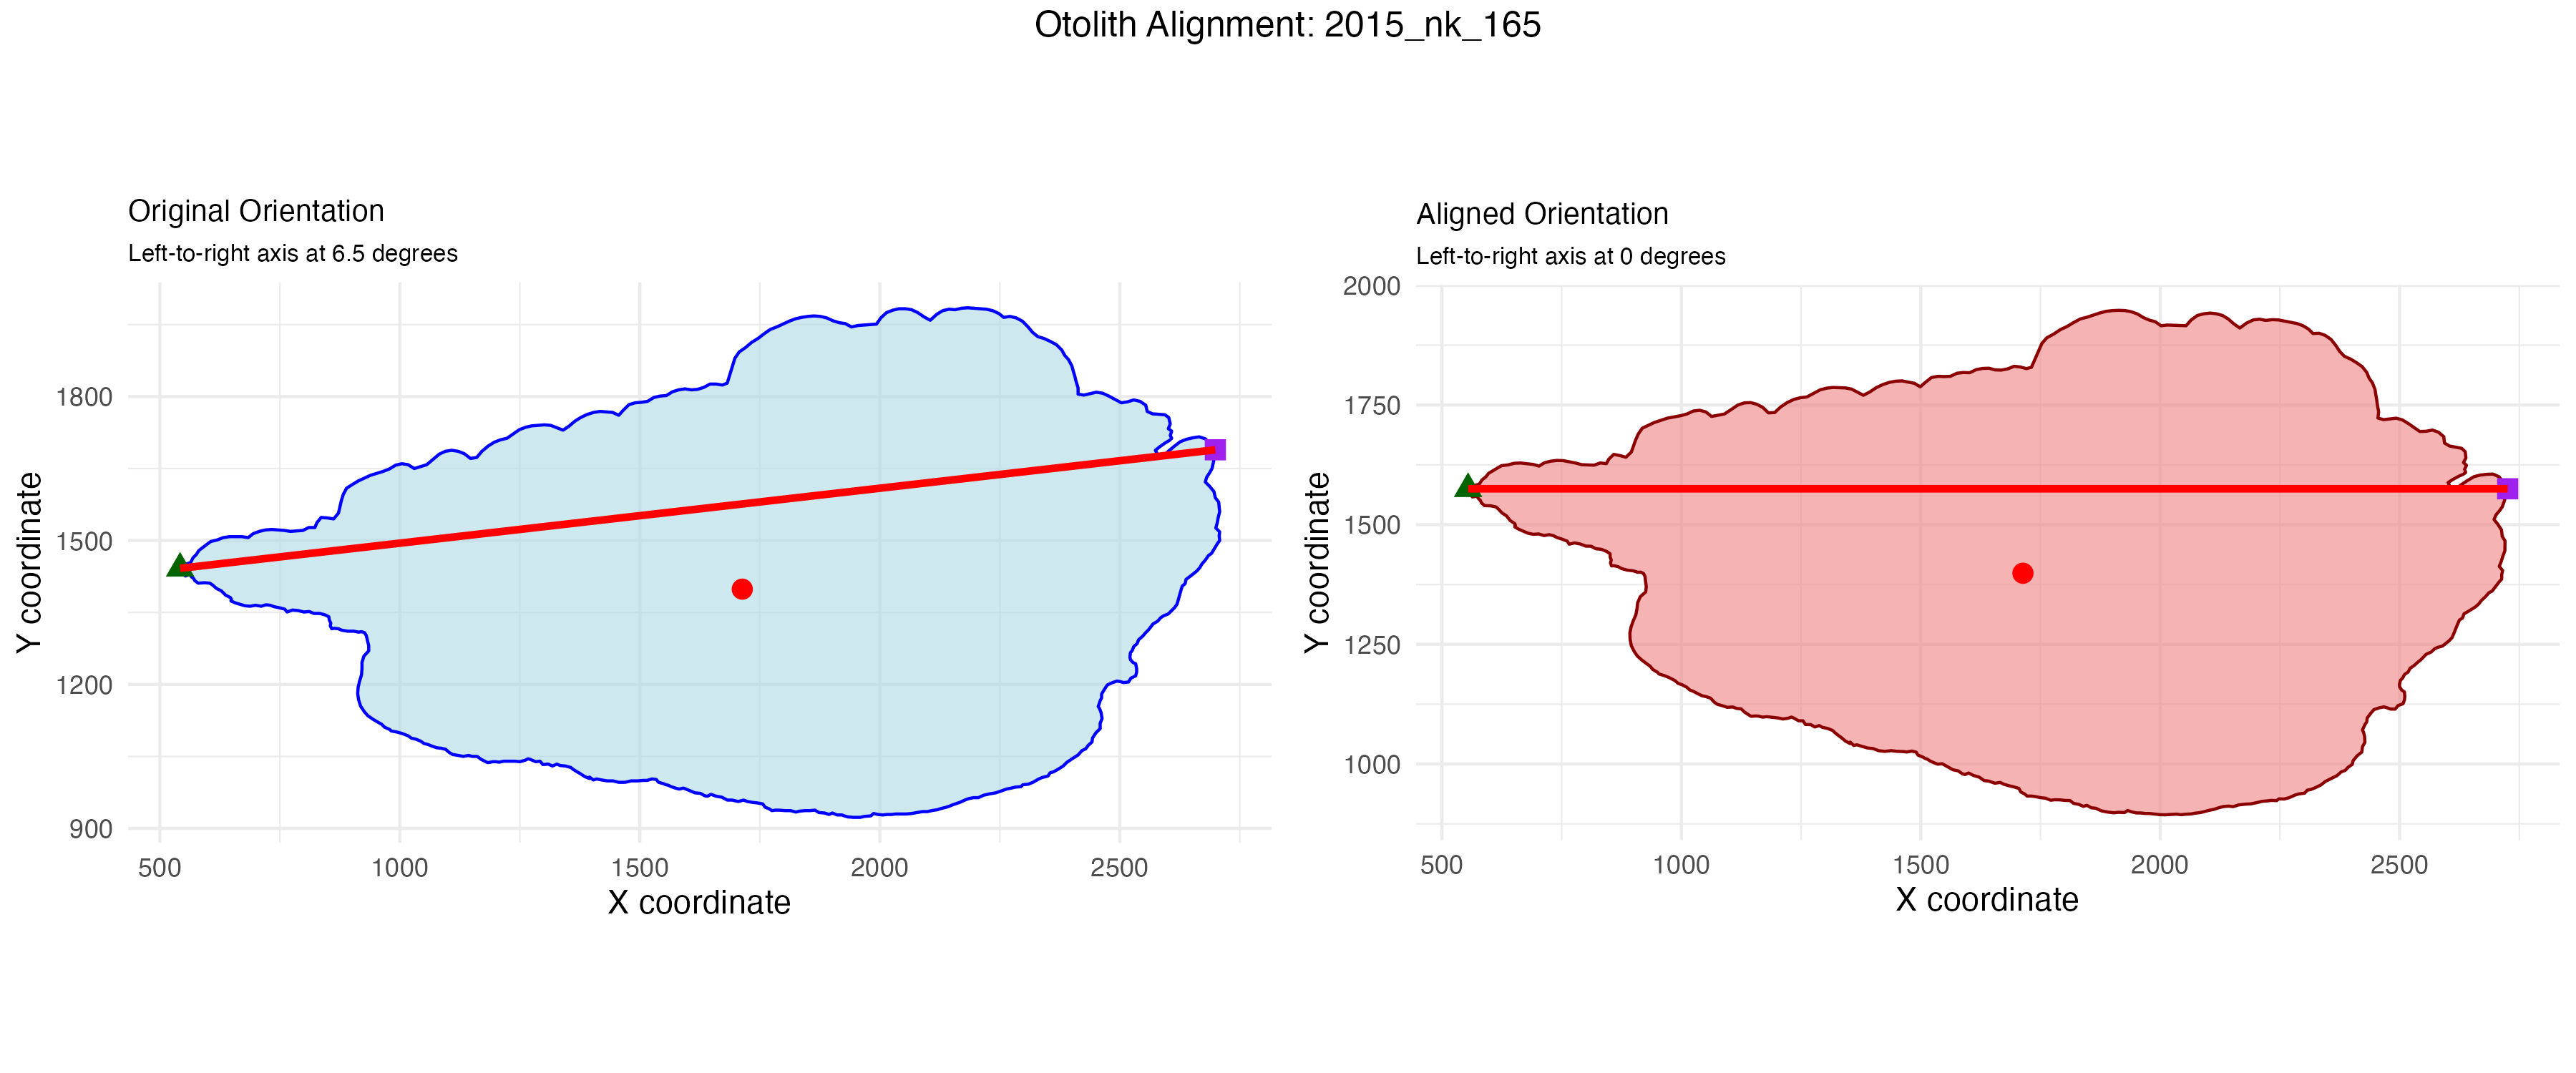 Otolith Alignment: 2015_nk_165
Original Orientation
Left-to-right axis at 6.5 degrees
1800
1500
1200
900
500 1000 1500 2000 2500
X coordinate
Y coordinate
Aligned Orientation
Left-to-right axis at 0 degrees
2000
1750
1500
1250
1000
500 1000 1500 2000 2500
X coordinate
Y coordinate